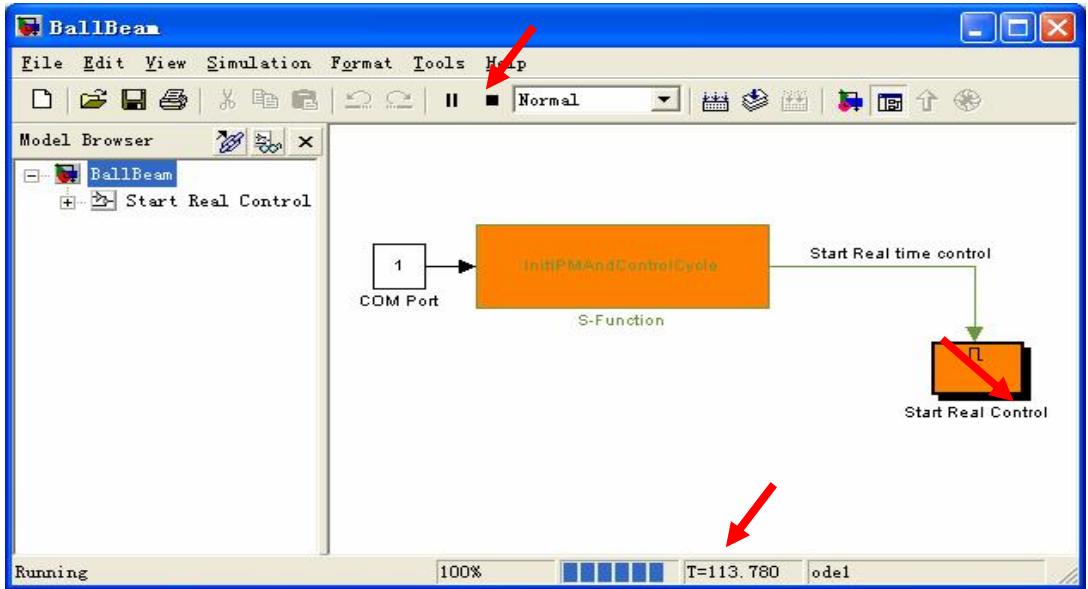 BallBeam
File Edit View Simulation Format Tools Help
Normal
Model Browser
BallBeam
Start Real Control
1
COM Port
InitIPMAndControlCycle
S-Function
Start Real time control
Start Real Control
Running 100% T=113.780 ode1